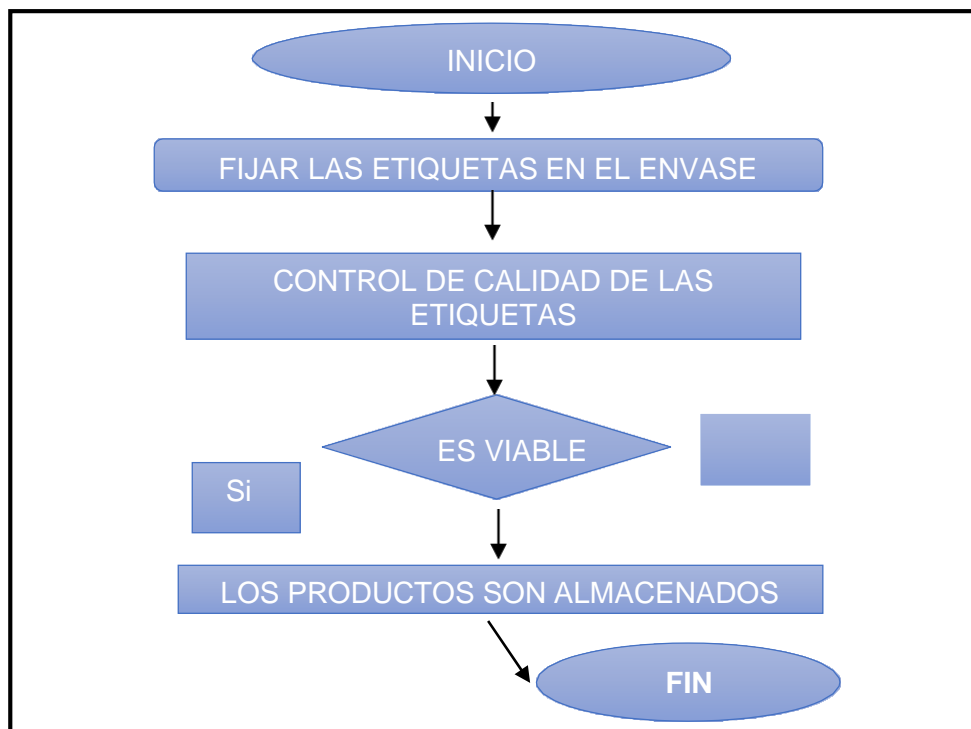 INICIO
FIJAR LAS ETIQUETAS EN EL ENVASE
CONTROL DE CALIDAD DE LAS
ETIQUETAS
ES VIABLE
Si
LOS PRODUCTOS SON ALMACENADOS
FIN